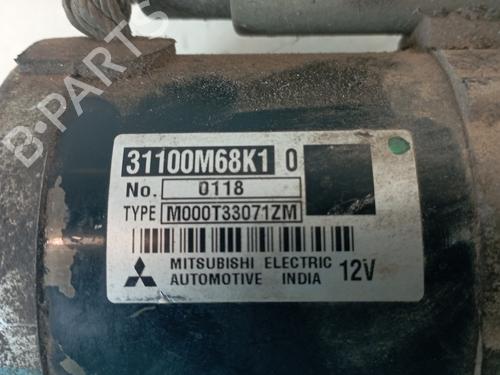 B-PARTS
31100M68K1 0
No. 0118
TYPE M000T33071ZM
MITSUBISHI ELECTRIC
AUTOMOTIVE INDIA 12V